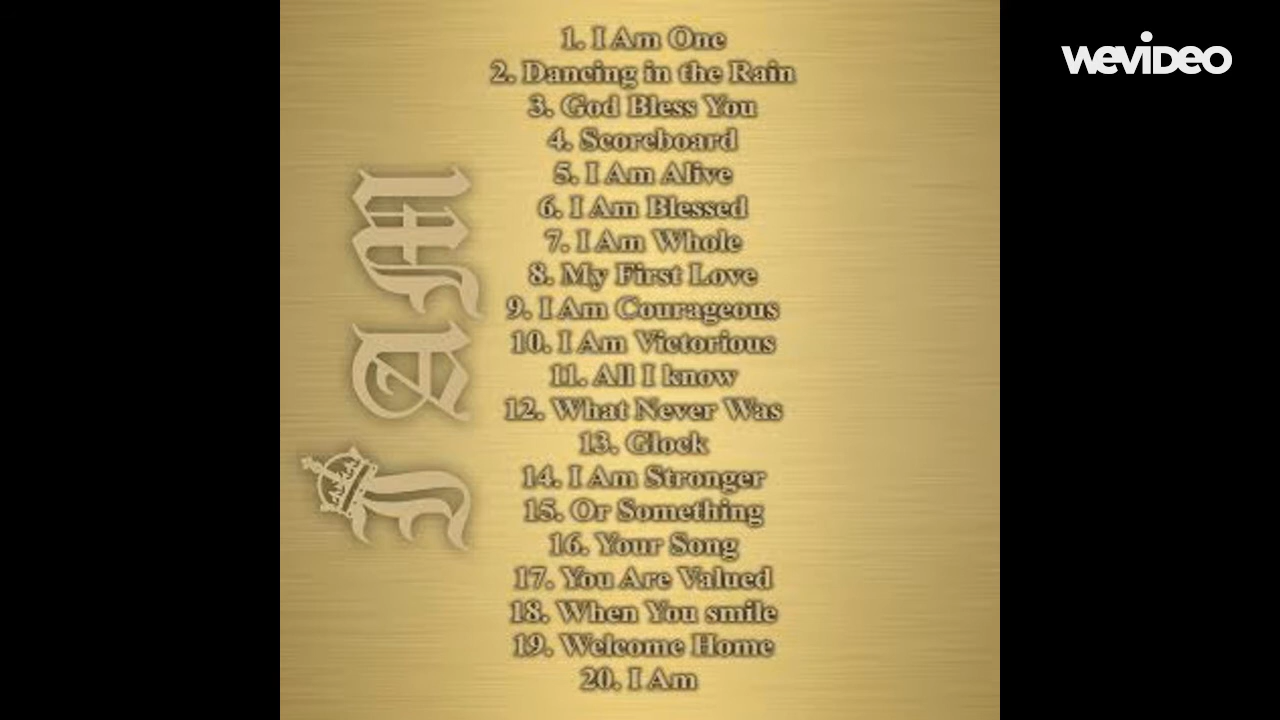 WEVIDEO
1. I Am One
2. Dancing in the Rain
3. God Bless You
4. Scoreboard
5. I Am Alive
6. I Am Blessed
7. I Am Whole
8. My First Love
9. I Am Courageous
10. I Am Victorious
11. All I know
12. What Never Was
13. Glock
14. I Am Stronger
15. Or Something
16. Your Song
17. You Are Valued
18. When You smile
19. Welcome Home
20. I Am
I AM